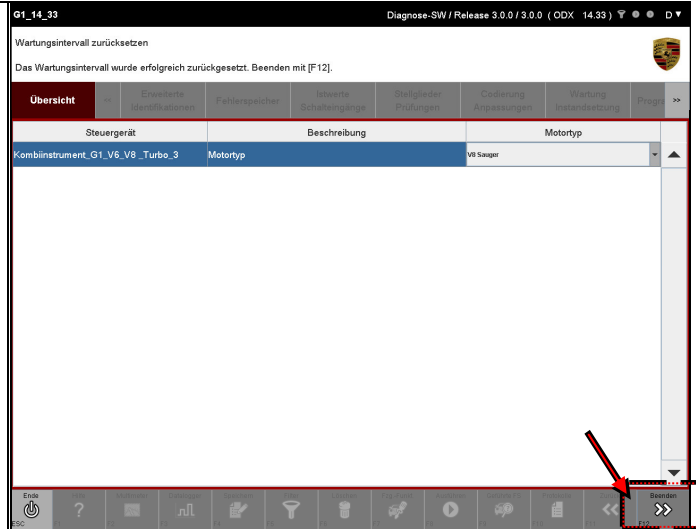 G1_14_33 Diagnose-SW / Release 3.0.0 / 3.0.0 ( ODX 14.33 ) D
Wartungsintervall zurücksetzen
Das Wartungsintervall wurde erfolgreich zurückgesetzt. Beenden mit [F12].
Übersicht << Erweiterte Identifikationen Fehlerspeicher Istwerte Schalteingänge Stellglieder Prüfungen Codierung Anpassungen Wartung Instandsetzung Progra >>
Steuergerät Beschreibung Motortyp
Kombiinstrument_G1_V6_V8 _Turbo_3 Motortyp V8 Sauger
Ende Beenden
? << >>
ESC F12